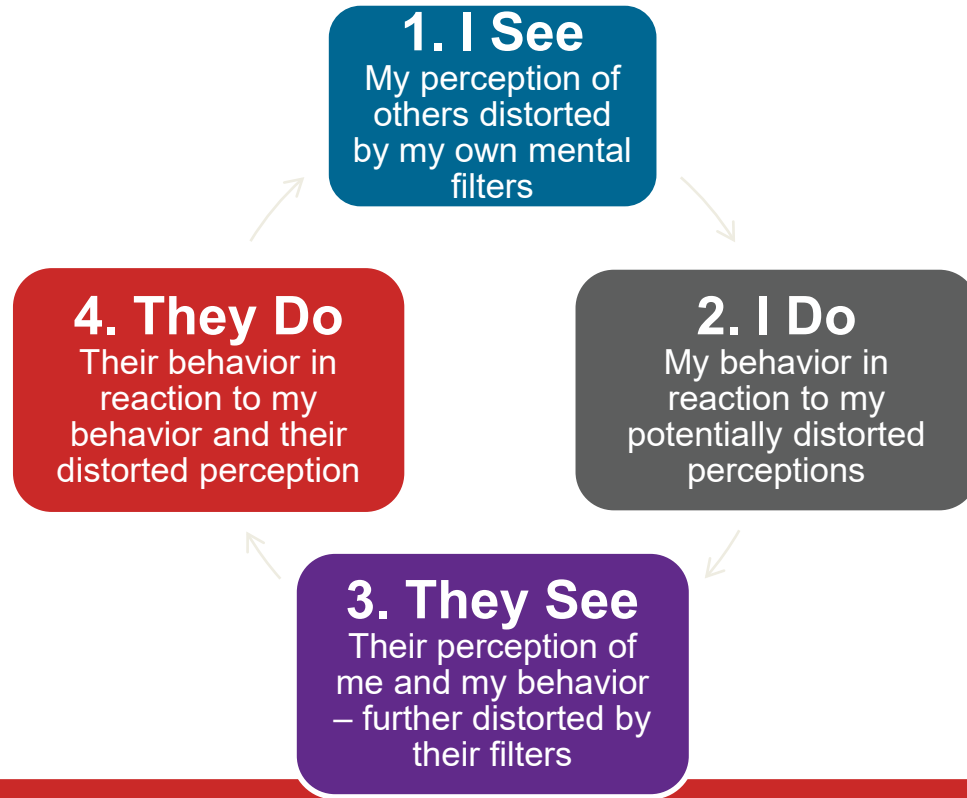 1. I See
My perception of
others distorted
by my own mental
filters
2. I Do
My behavior in
reaction to my
potentially distorted
perceptions
3. They See
Their perception of
me and my behavior
– further distorted by
their filters
4. They Do
Their behavior in
reaction to my
behavior and their
distorted perception